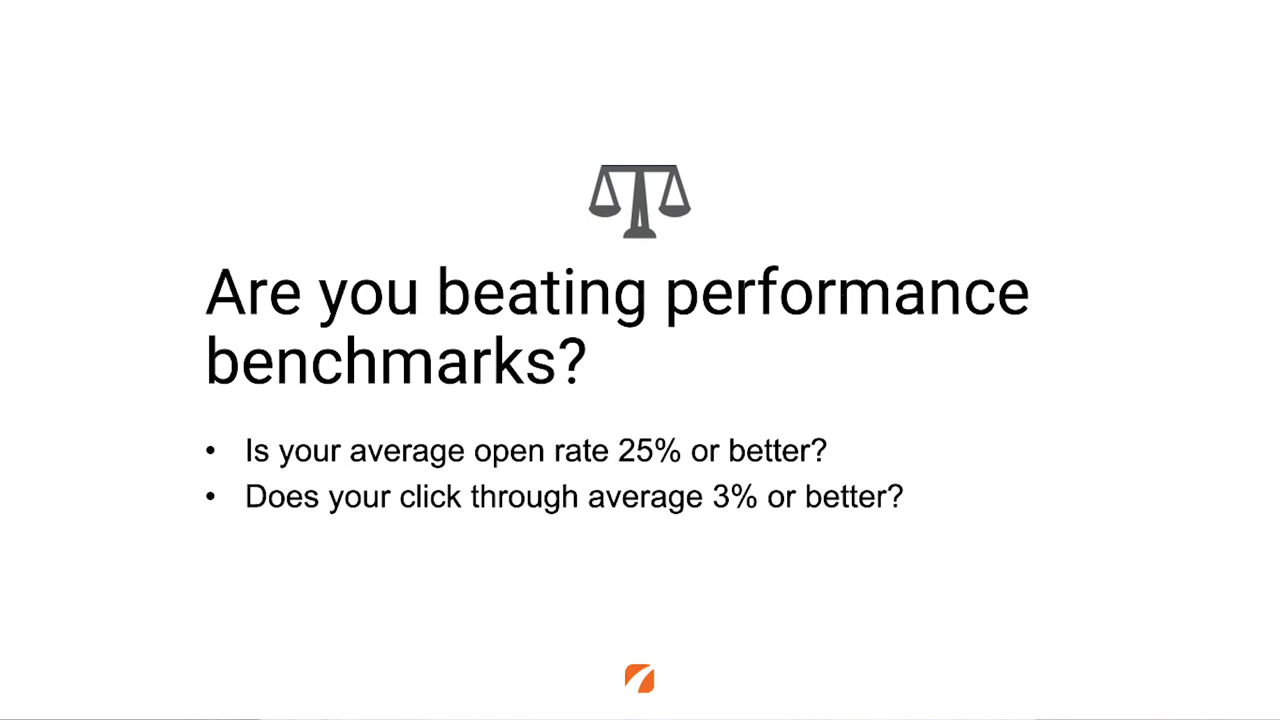 Are you beating performance
benchmarks?
• Is your average open rate 25% or better?
• Does your click through average 3% or better?